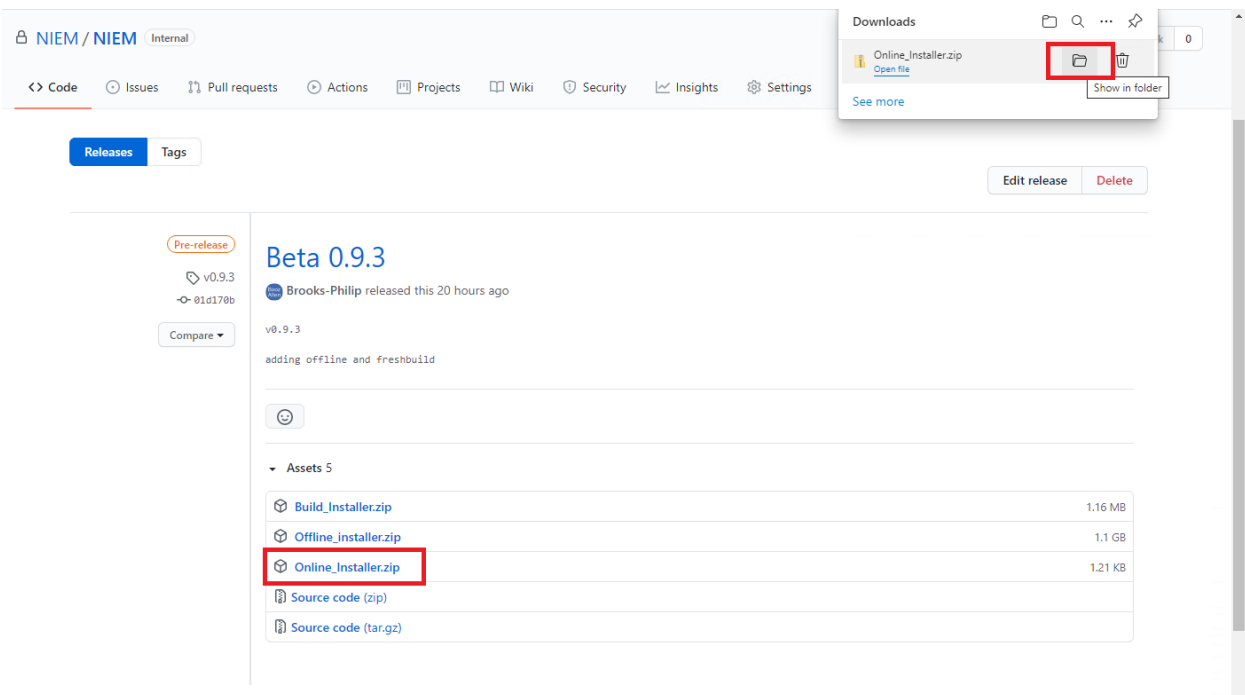 NIEM / NIEM Internal
Downloads
Online_Installer.zip
Open file
Show in folder
See more
k 0
<> Code Issues Pull requests Actions Projects Wiki Security Insights Settings
Releases Tags
Edit release Delete
Pre-release
v0.9.3
01d170b
Compare
Beta 0.9.3
Brooks-Philip released this 20 hours ago
v0.9.3
adding offline and freshbuild
Assets 5
Build_Installer.zip 1.16 MB
Offline_installer.zip 1.1 GB
Online_Installer.zip 1.21 KB
Source code (zip)
Source code (tar.gz)